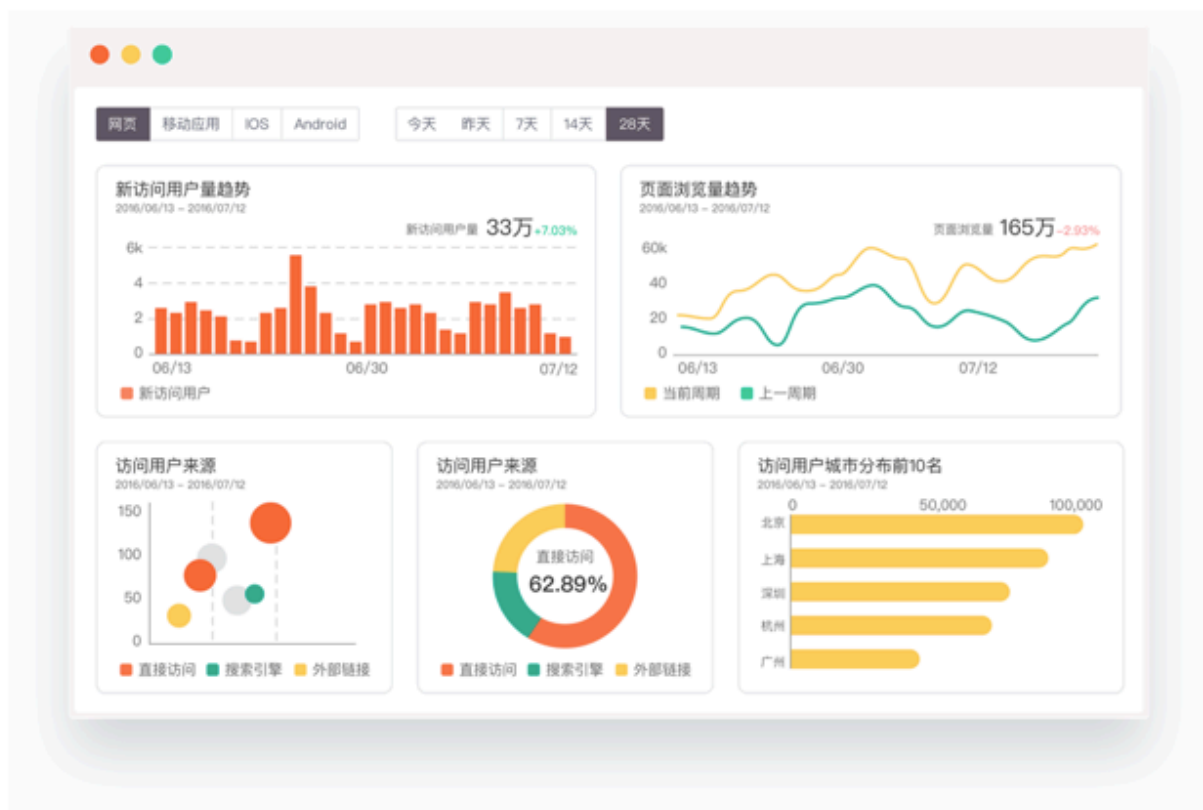 网页 移动应用 IOS Android 今天 昨天 7天 14天 28天
新访问用户量趋势
2016/06/13 – 2016/07/12
新访问用户量 33万 +7.03%
6k
4
2
0
06/13 06/30 07/12
新访问用户
页面浏览量趋势
2016/06/13 – 2016/07/12
页面浏览量 165万 -2.93%
60k
40
20
0
06/13 06/30 07/12
当前周期 上一周期
访问用户来源
2016/06/13 – 2016/07/12
150
100
50
0
直接访问 搜索引擎 外部链接
访问用户来源
2016/06/13 – 2016/07/12
直接访问
62.89%
直接访问 搜索引擎 外部链接
访问用户城市分布前10名
2016/06/13 – 2016/07/12
0 50,000 100,000
北京
上海
深圳
杭州
广州